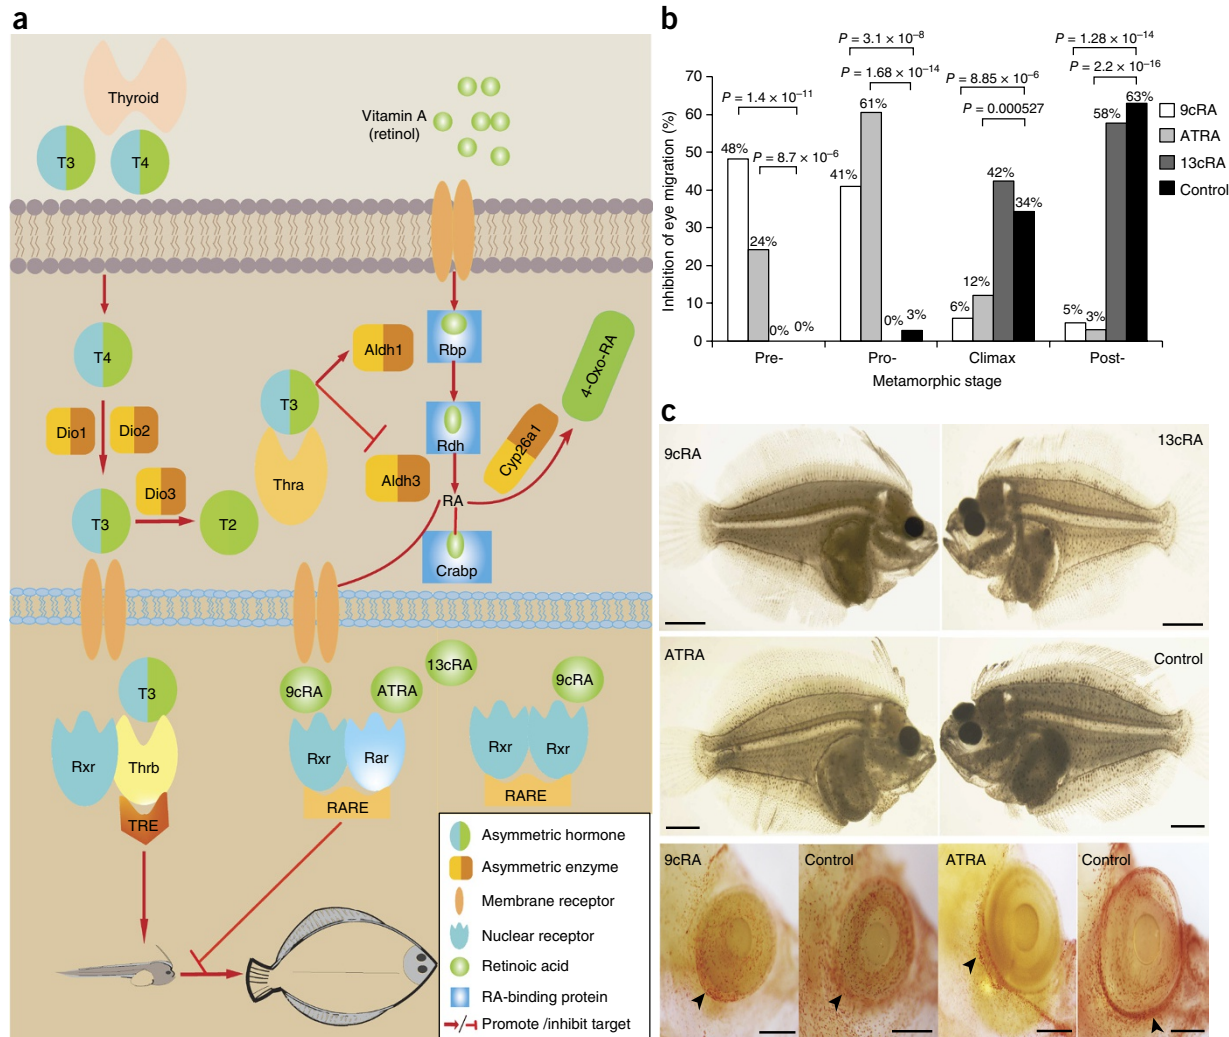 a
Thyroid
T3
T4
Vitamin A
(retinol)
T4
Dio1
Dio2
Dio3
T3
T2
T3
Thra
Aldh1
Aldh3
Rbp
Rdh
RA
Crabp
Cyp26a1
4-Oxo-RA
T3
Rxr
Thrb
TRE
9cRA
ATRA
13cRA
9cRA
Rxr
Rar
RARE
Rxr
Rxr
RARE
Asymmetric hormone
Asymmetric enzyme
Membrane receptor
Nuclear receptor
Retinoic acid
RA-binding protein
Promote /inhibit target
b
Inhibition of eye migration (%)
70
60
50
40
30
20
10
0
P = 1.4 × 10–11
P = 8.7 × 10–6
P = 3.1 × 10–8
P = 1.68 × 10–14
P = 8.85 × 10–6
P = 0.000527
P = 1.28 × 10–14
P = 2.2 × 10–16
48%
24%
0%
0%
41%
61%
0%
3%
6%
12%
42%
34%
5%
3%
58%
63%
Pre-
Pro-
Climax
Post-
Metamorphic stage
9cRA
ATRA
13cRA
Control
c
9cRA
13cRA
ATRA
Control
9cRA
Control
ATRA
Control